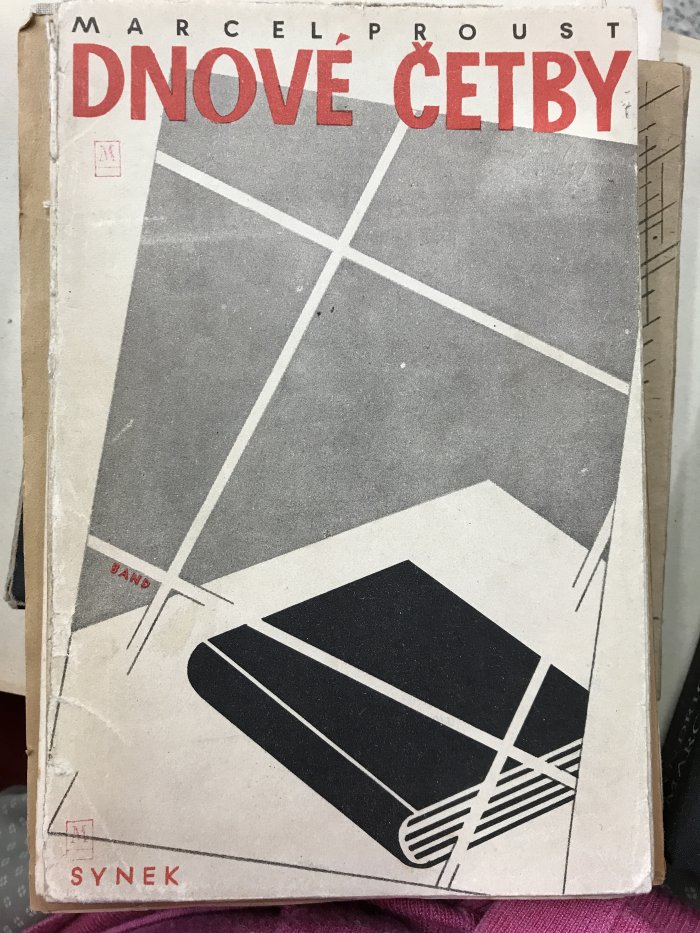 MARCEL PROUST
DNOVÉ ČETBY
M
BAND
M
SYNEK